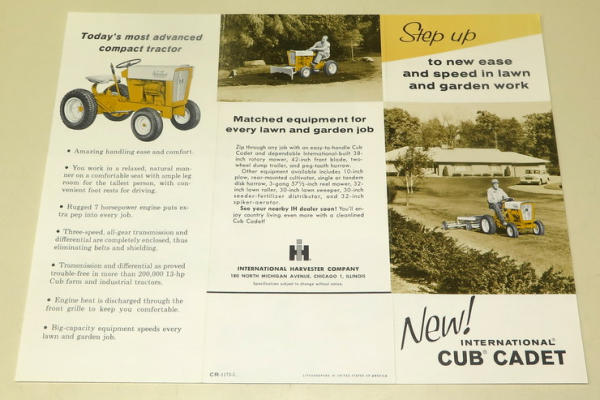 Today's most advanced
compact tractor
• Amazing handling ease and comfort.
• You work in a relaxed, natural man-
ner on a comfortable seat with ample leg
room for the tallest person, with con-
venient foot rests for driving.
• Rugged 7 horsepower engine puts ex-
tra pep into every job.
• Three-speed, all-gear transmission and
differential are completely enclosed, thus
eliminating belts and shielding.
• Transmission and differential as proved
trouble-free in more than 200,000 13-hp
Cub farm and industrial tractors.
• Engine heat is discharged through the
front grille to keep you comfortable.
• Big-capacity equipment speeds every
lawn and garden job.
Matched equipment for
every lawn and garden job
Zip through any job with an easy-to-handle Cub
Cadet and dependable International-built 38-
inch rotary mower, 42-inch front blade, two-
wheel dump trailer, and peg-tooth harrow.
Other equipment available includes 10-inch
plow, rear-mounted cultivator, single or tandem
disk harrow, 3-gang 57½-inch reel mower, 32-
inch lawn roller, 30-inch lawn sweeper, 30-inch
seeder-fertilizer distributor, and 32-inch
spiker-aerator.
See your nearby IH dealer soon! You'll en-
joy country living even more with a cleanlined
Cub Cadet!
IH
INTERNATIONAL HARVESTER COMPANY
180 NORTH MICHIGAN AVENUE, CHICAGO 1, ILLINOIS
Specifications subject to change without notice.
LITHOGRAPHED IN UNITED STATES OF AMERICA
Step up
to new ease
and speed in lawn
and garden work
New!
INTERNATIONAL®
CUB® CADET